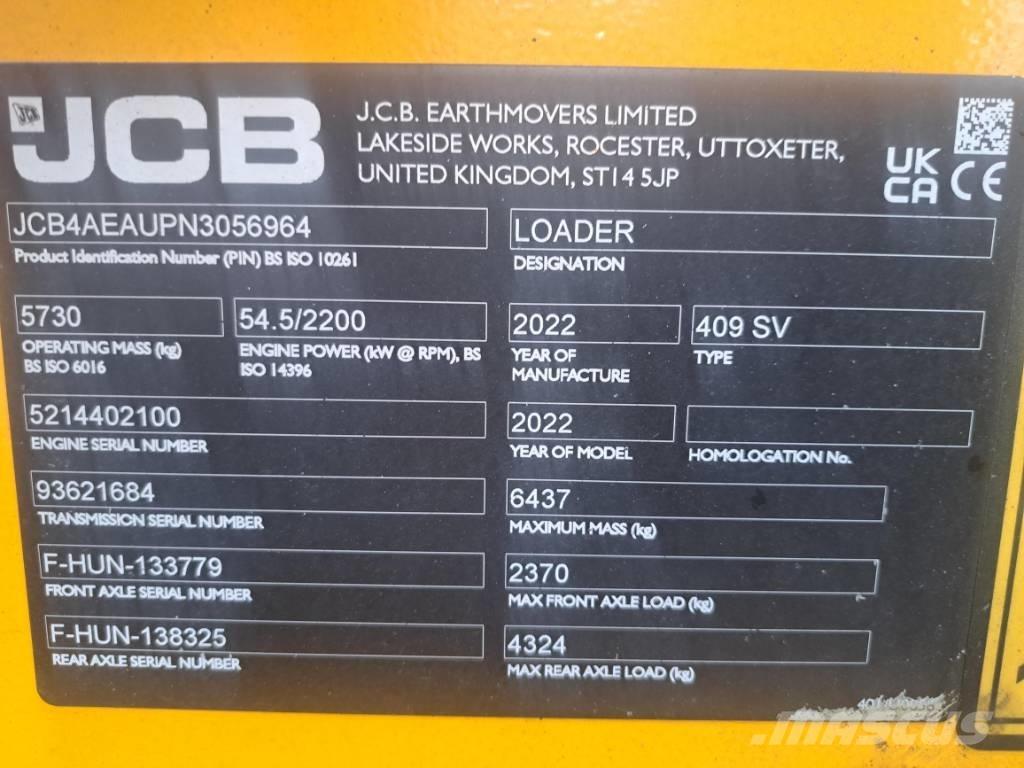 JCB
JCB
J.C.B. EARTHMOVERS LIMITED
LAKESIDE WORKS, ROCESTER, UTTOXETER,
UNITED KINGDOM, ST14 5JP
UK
CA CE
JCB4AEAUPN3056964
Product Identification Number (PIN) BS ISO 10261
LOADER
DESIGNATION
5730
OPERATING MASS (kg)
BS ISO 6016
54.5/2200
ENGINE POWER (kW @ RPM), BS
ISO 14396
2022
YEAR OF
MANUFACTURE
409 SV
TYPE
5214402100
ENGINE SERIAL NUMBER
2022
YEAR OF MODEL
HOMOLOGATION No.
93621684
TRANSMISSION SERIAL NUMBER
6437
MAXIMUM MASS (kg)
F-HUN-133779
FRONT AXLE SERIAL NUMBER
2370
MAX FRONT AXLE LOAD (kg)
F-HUN-138325
REAR AXLE SERIAL NUMBER
4324
MAX REAR AXLE LOAD (kg)
MASCUS